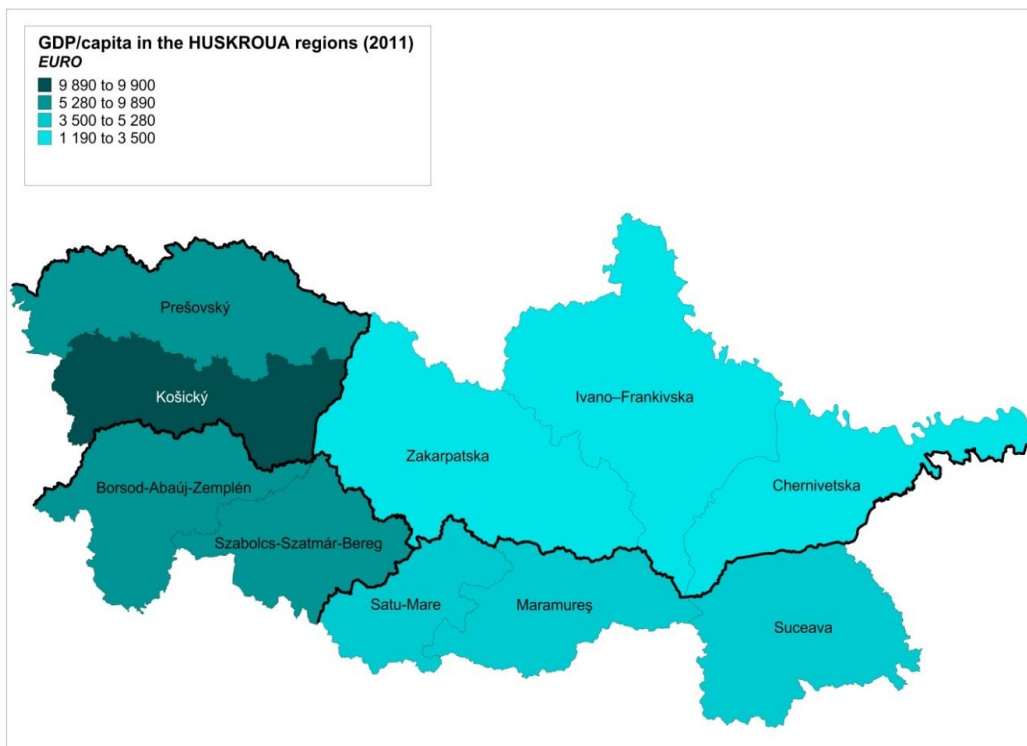 GDP/capita in the HUSKROUA regions (2011)
EURO
9 890 to 9 900
5 280 to 9 890
3 500 to 5 280
1 190 to 3 500
Prešovský
Košický
Ivano–Frankivska
Zakarpatska
Borsod-Abaúj-Zemplén
Chernivetska
Szabolcs-Szatmár-Bereg
Satu-Mare
Maramureş
Suceava